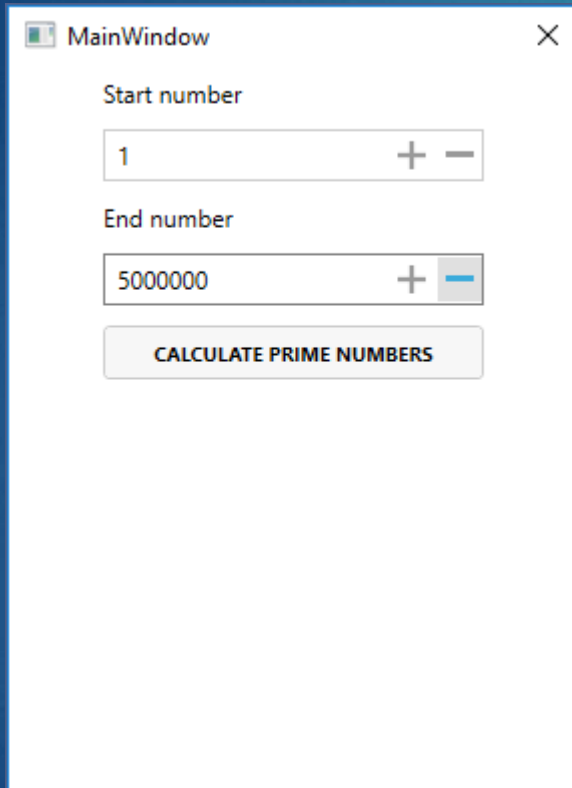 MainWindow
Start number
1
End number
5000000
CALCULATE PRIME NUMBERS